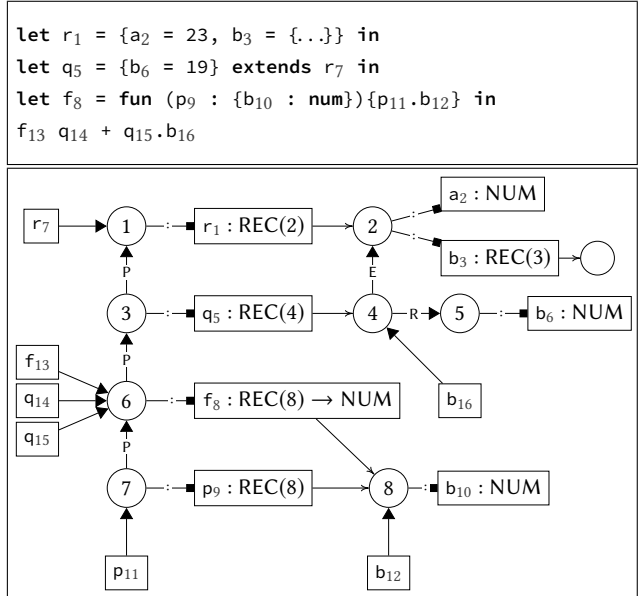 let r₁ = {a₂ = 23, b₃ = {...}} in
let q₅ = {b₆ = 19} extends r₇ in
let f₈ = fun (p₉ : {b₁₀ : num}){p₁₁.b₁₂} in
f₁₃ q₁₄ + q₁₅.b₁₆
a₂ : NUM
r₇ 1 : r₁ : REC(2) 2 :
: b₃ : REC(3)
P E
3 : q₅ : REC(4) 4 R 5 : b₆ : NUM
P
f₁₃
q₁₄ 6 : f₈ : REC(8) → NUM b₁₆
q₁₅
P
7 : p₉ : REC(8) 8 : b₁₀ : NUM
p₁₁ b₁₂